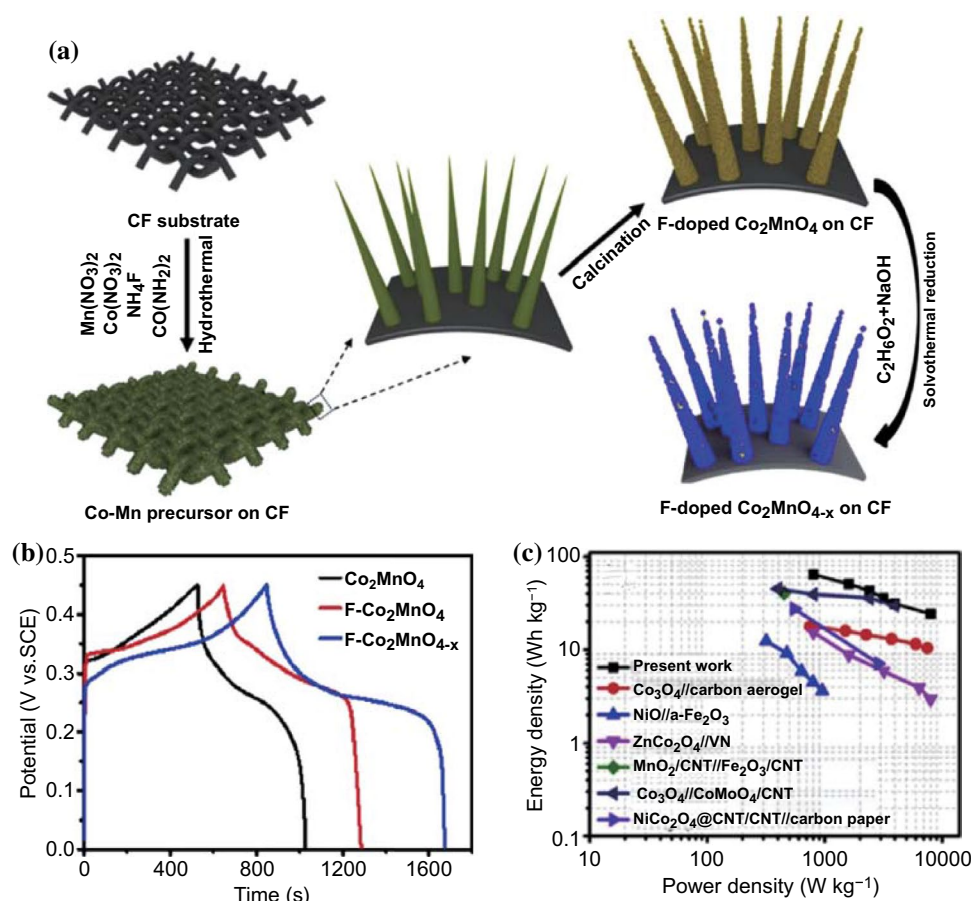 (a)
CF substrate
Mn(NO3)2
Co(NO3)2
NH4F
CO(NH2)2
Hydrothermal
Co-Mn precursor on CF
Calcination
F-doped Co2MnO4 on CF
C2H6O2+NaOH
Solvothermal reduction
F-doped Co2MnO4-x on CF
(b)
0.5
0.4
0.3
0.2
0.1
0.0
Potential (V vs.SCE)
Co2MnO4
F-Co2MnO4
F-Co2MnO4-x
0
400
800
1200
1600
Time (s)
(c)
100
10
1
0.1
Energy density (Wh kg−1)
Present work
Co3O4//carbon aerogel
NiO//a-Fe2O3
ZnCo2O4//VN
MnO2/CNT//Fe2O3/CNT
Co3O4//CoMoO4/CNT
NiCo2O4@CNT/CNT//carbon paper
10
100
1000
10000
Power density (W kg−1)